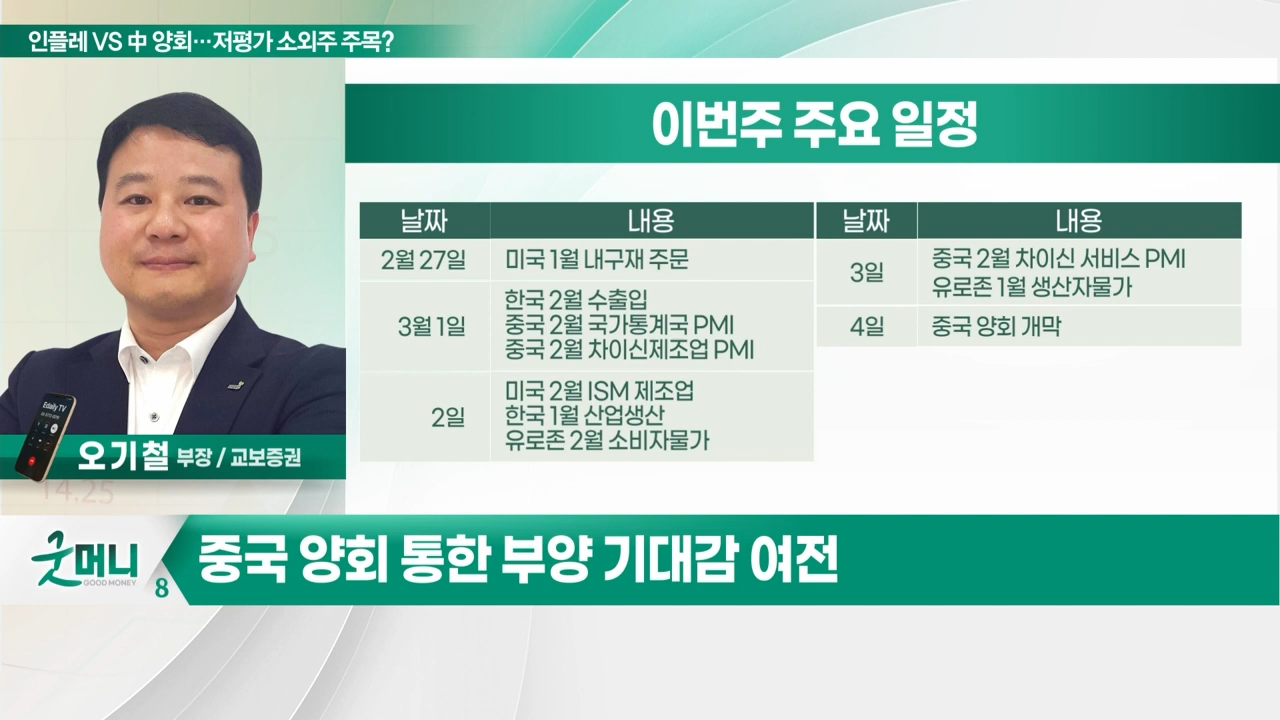 인플레 VS 中 양회…저평가 소외주 주목?
이번주 주요 일정
날짜 내용
2월 27일 미국 1월 내구재 주문
3월 1일 한국 2월 수출입
중국 2월 국가통계국 PMI
중국 2월 차이신제조업 PMI
2일 미국 2월 ISM 제조업
한국 1월 산업생산
유로존 2월 소비자물가
날짜 내용
3일 중국 2월 차이신 서비스 PMI
유로존 1월 생산자물가
4일 중국 양회 개막
Edaily TV
오기철 부장 / 교보증권
14.25
굿머니
GOOD MONEY
8
중국 양회 통한 부양 기대감 여전